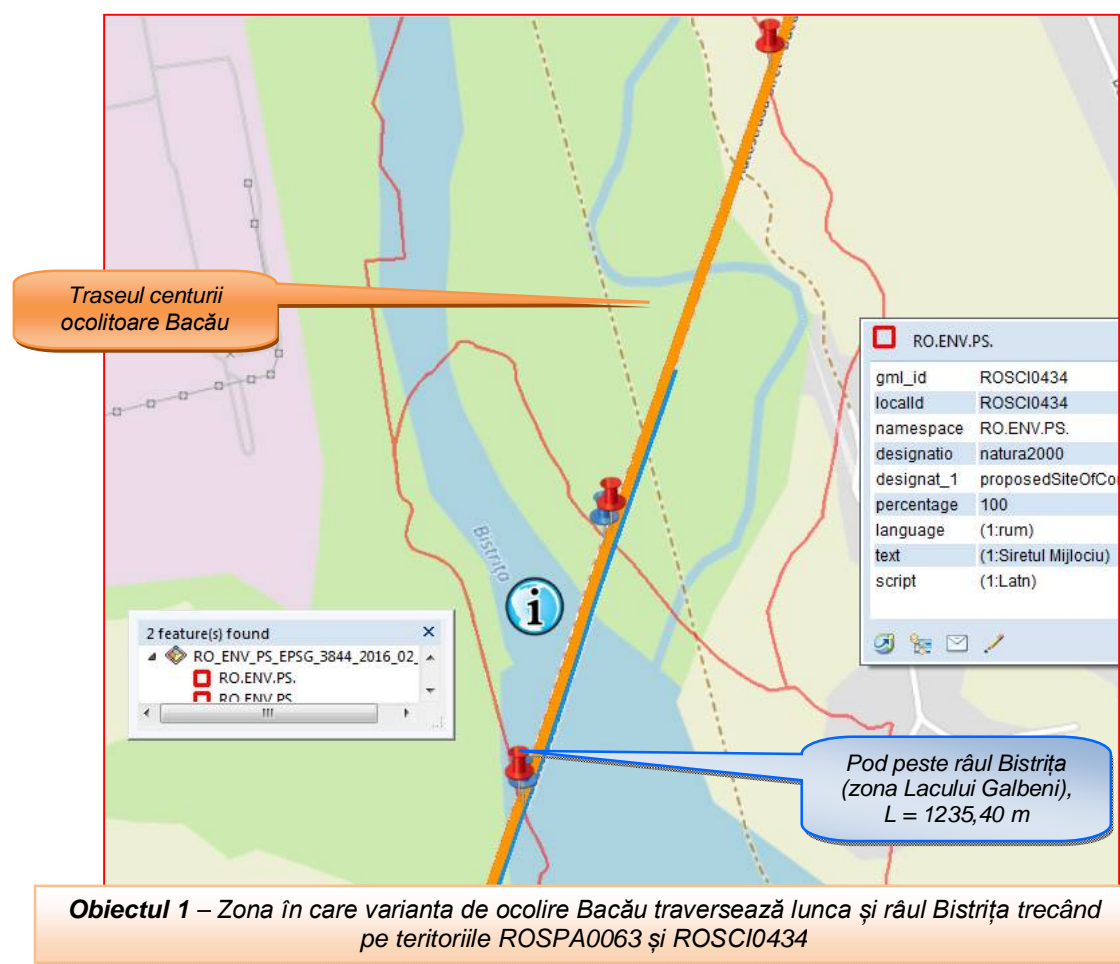 Traseul centurii
ocolitoare Bacău
Bistrița
RO.ENV.PS.
gml_id ROSCI0434
localId ROSCI0434
namespace RO.ENV.PS.
designatio natura2000
designat_1 proposedSiteOfCo
percentage 100
language (1:rum)
text (1:Siretul Mijlociu)
script (1:Latn)
2 feature(s) found
RO_ENV_PS_EPSG_3844_2016_02_
RO.ENV.PS.
RO.ENV.PS.
Pod peste râul Bistrița
(zona Lacului Galbeni),
L = 1235,40 m
Obiectul 1 – Zona în care varianta de ocolire Bacău traversează lunca și râul Bistrița trecând
pe teritoriile ROSPA0063 și ROSCI0434